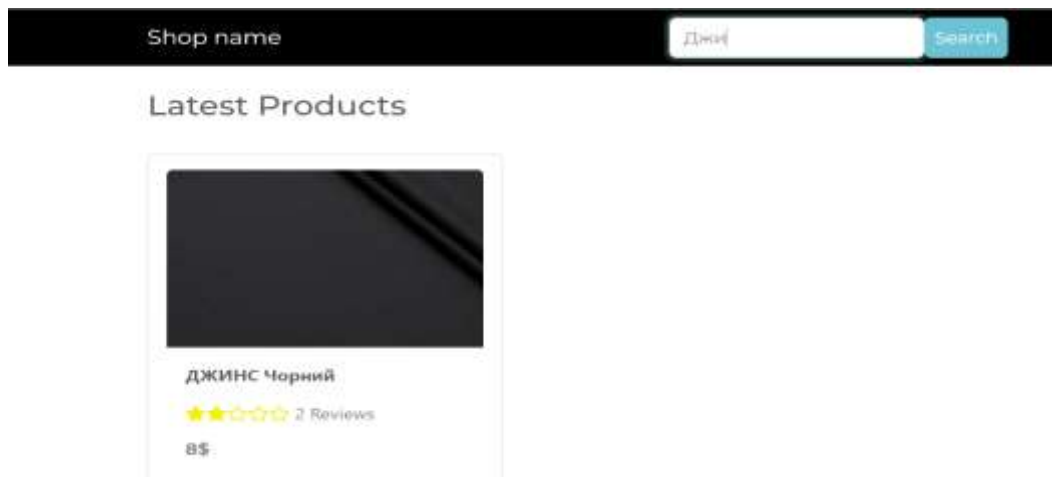 Shop name Джи Search
Latest Products
ДЖИНС Чорний
2 Reviews
8$